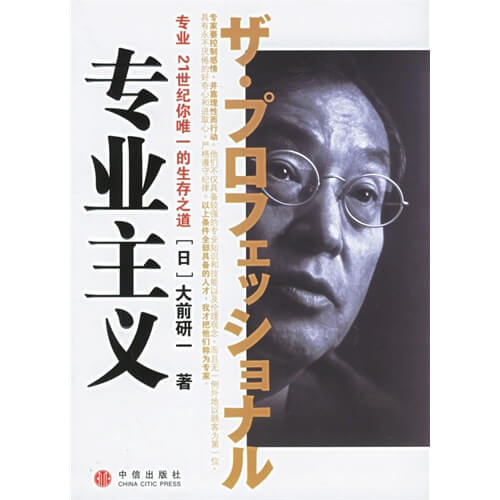 ザ・プロフェッショナル
专家要控制感情，并靠理性而行动。他们不仅具备较强的专业知识和技能以及伦理观念，而且无一例外地以顾客为第一位，
具有永不厌倦的好奇心和进取心，严格遵守纪律。以上条件全部具备的人才，我才把他们称为专家。
专业 21世纪你唯一的生存之道
[日] 大前研一 著
专业主义
中信出版社
CHINA CITIC PRESS